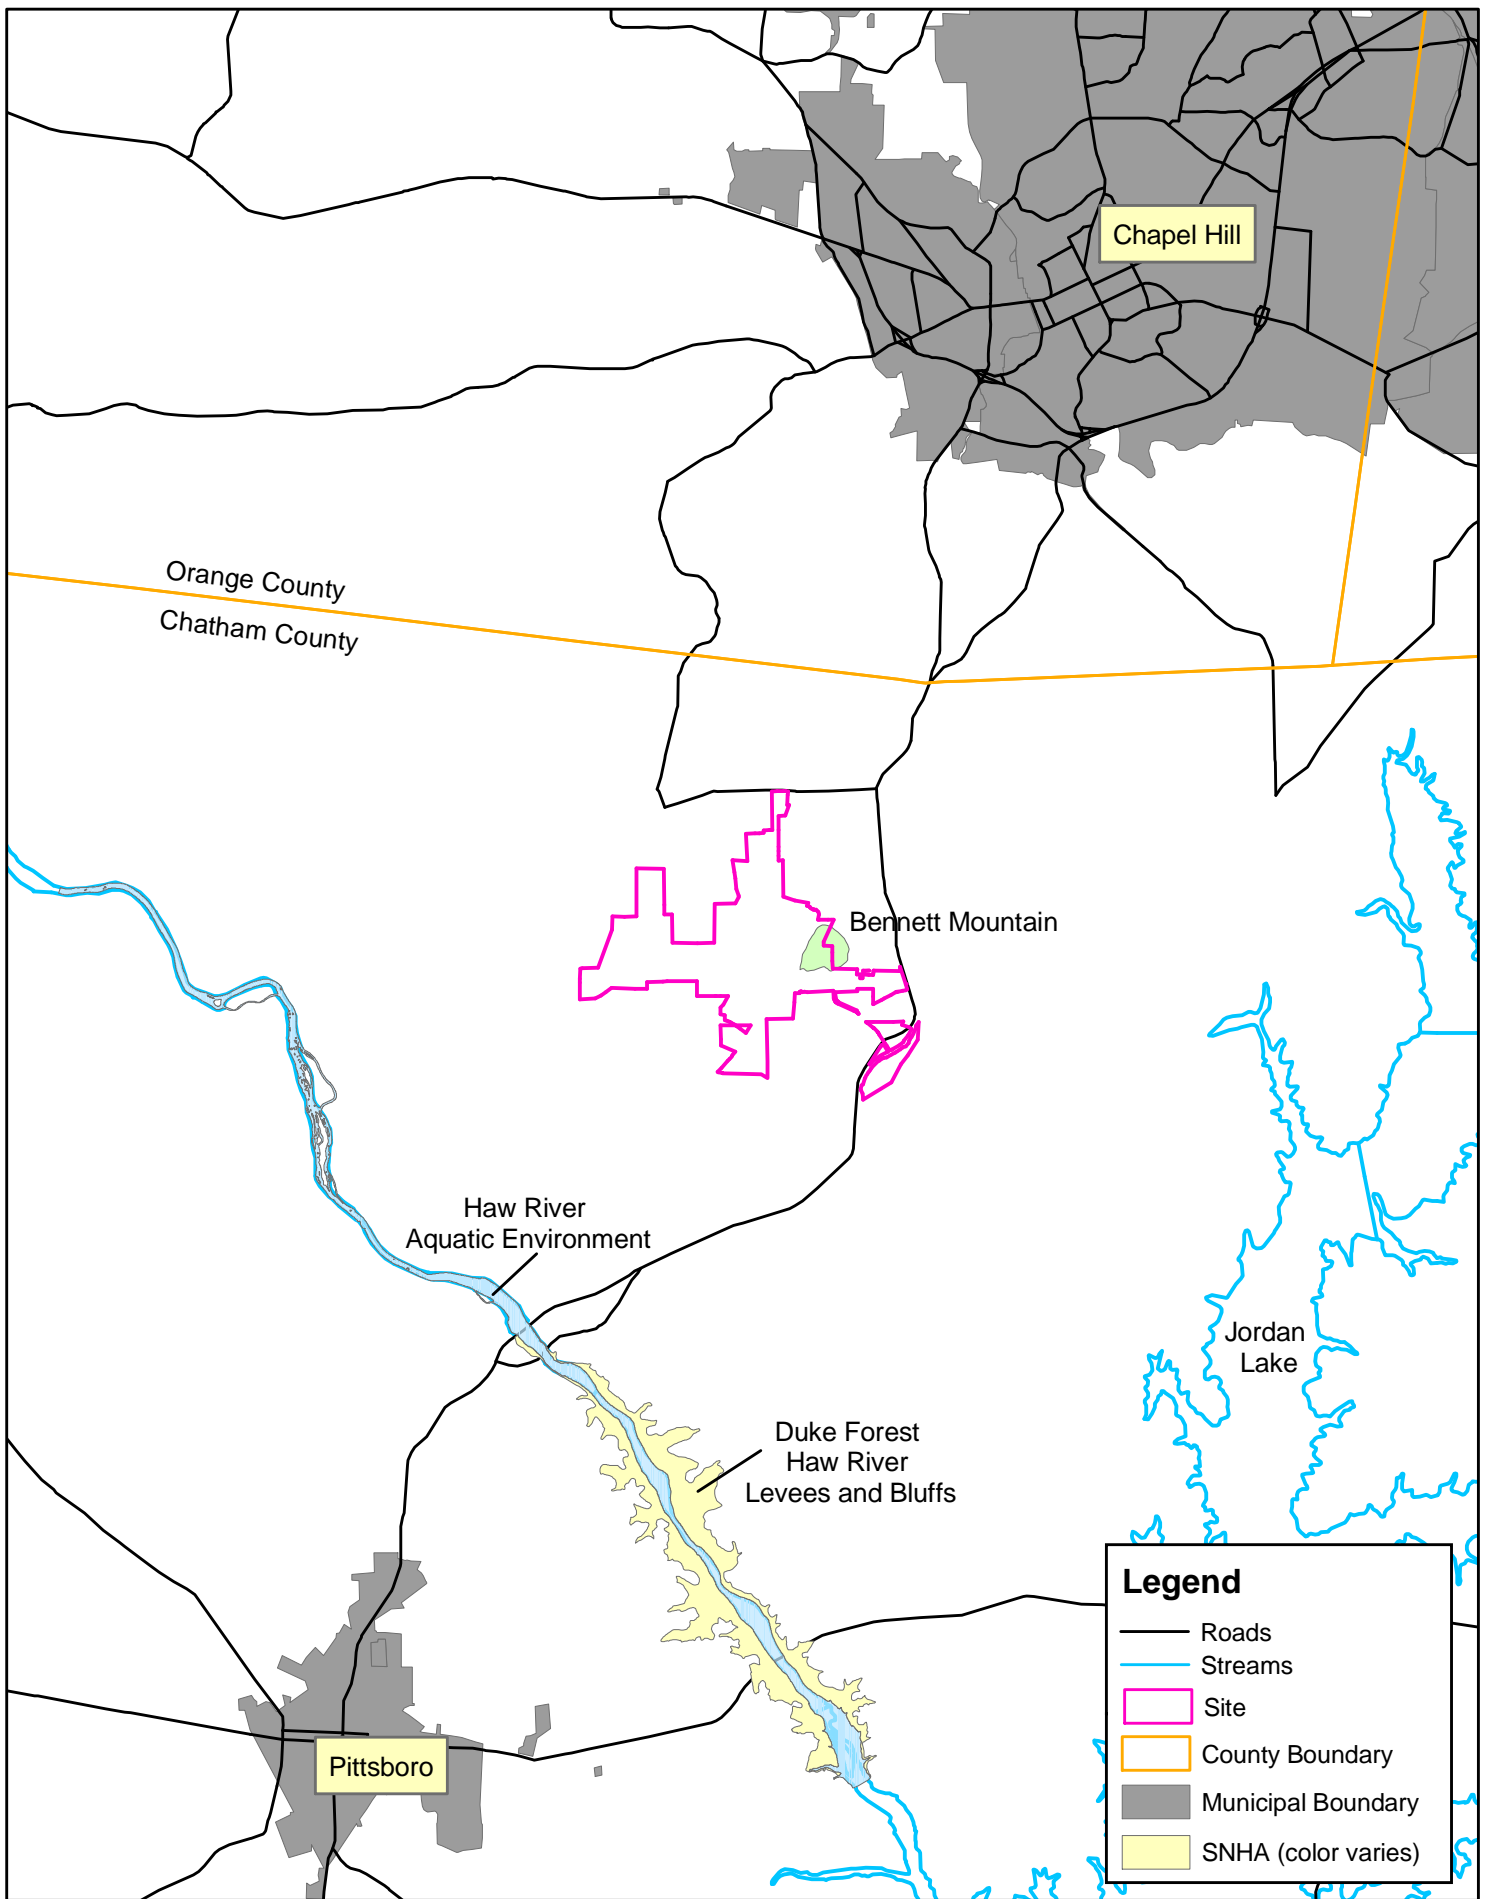 Chapel Hill
Orange County
Chatham County
Bennett Mountain
Haw River
Aquatic Environment
Jordan
Lake
Duke Forest
Haw River
Levees and Bluffs
Pittsboro
Legend
Roads
Streams
Site
County Boundary
Municipal Boundary
SNHA (color varies)